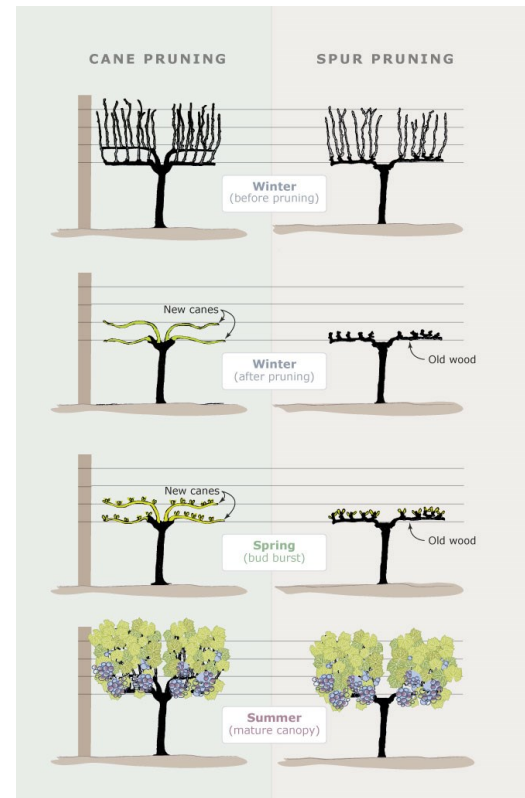 CANE PRUNING
SPUR PRUNING
Winter
(before pruning)
New canes
Winter
(after pruning)
Old wood
New canes
Spring
(bud burst)
Old wood
Summer
(mature canopy)